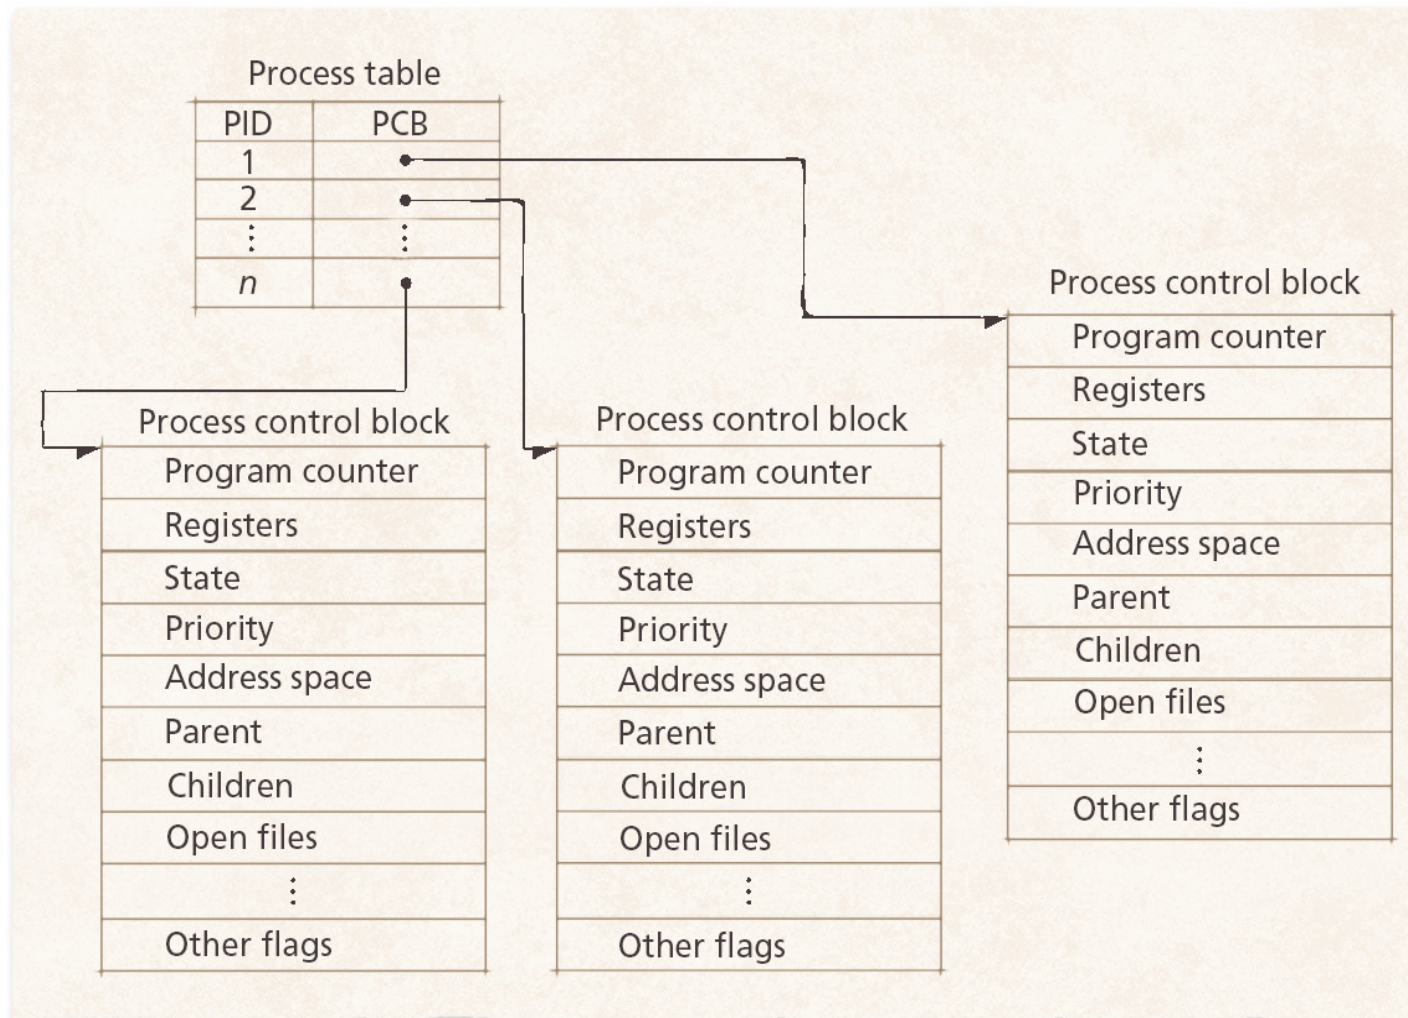 Process table
PID PCB
1
2
⋮ ⋮
n
Process control block
Program counter
Registers
State
Priority
Address space
Parent
Children
Open files
⋮
Other flags
Process control block
Program counter
Registers
State
Priority
Address space
Parent
Children
Open files
⋮
Other flags
Process control block
Program counter
Registers
State
Priority
Address space
Parent
Children
Open files
⋮
Other flags